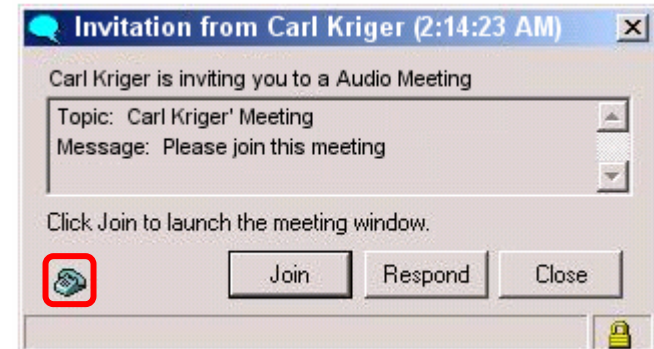 Invitation from Carl Kriger (2:14:23 AM)
Carl Kriger is inviting you to a Audio Meeting
Topic: Carl Kriger' Meeting
Message: Please join this meeting
Click Join to launch the meeting window.
Join Respond Close